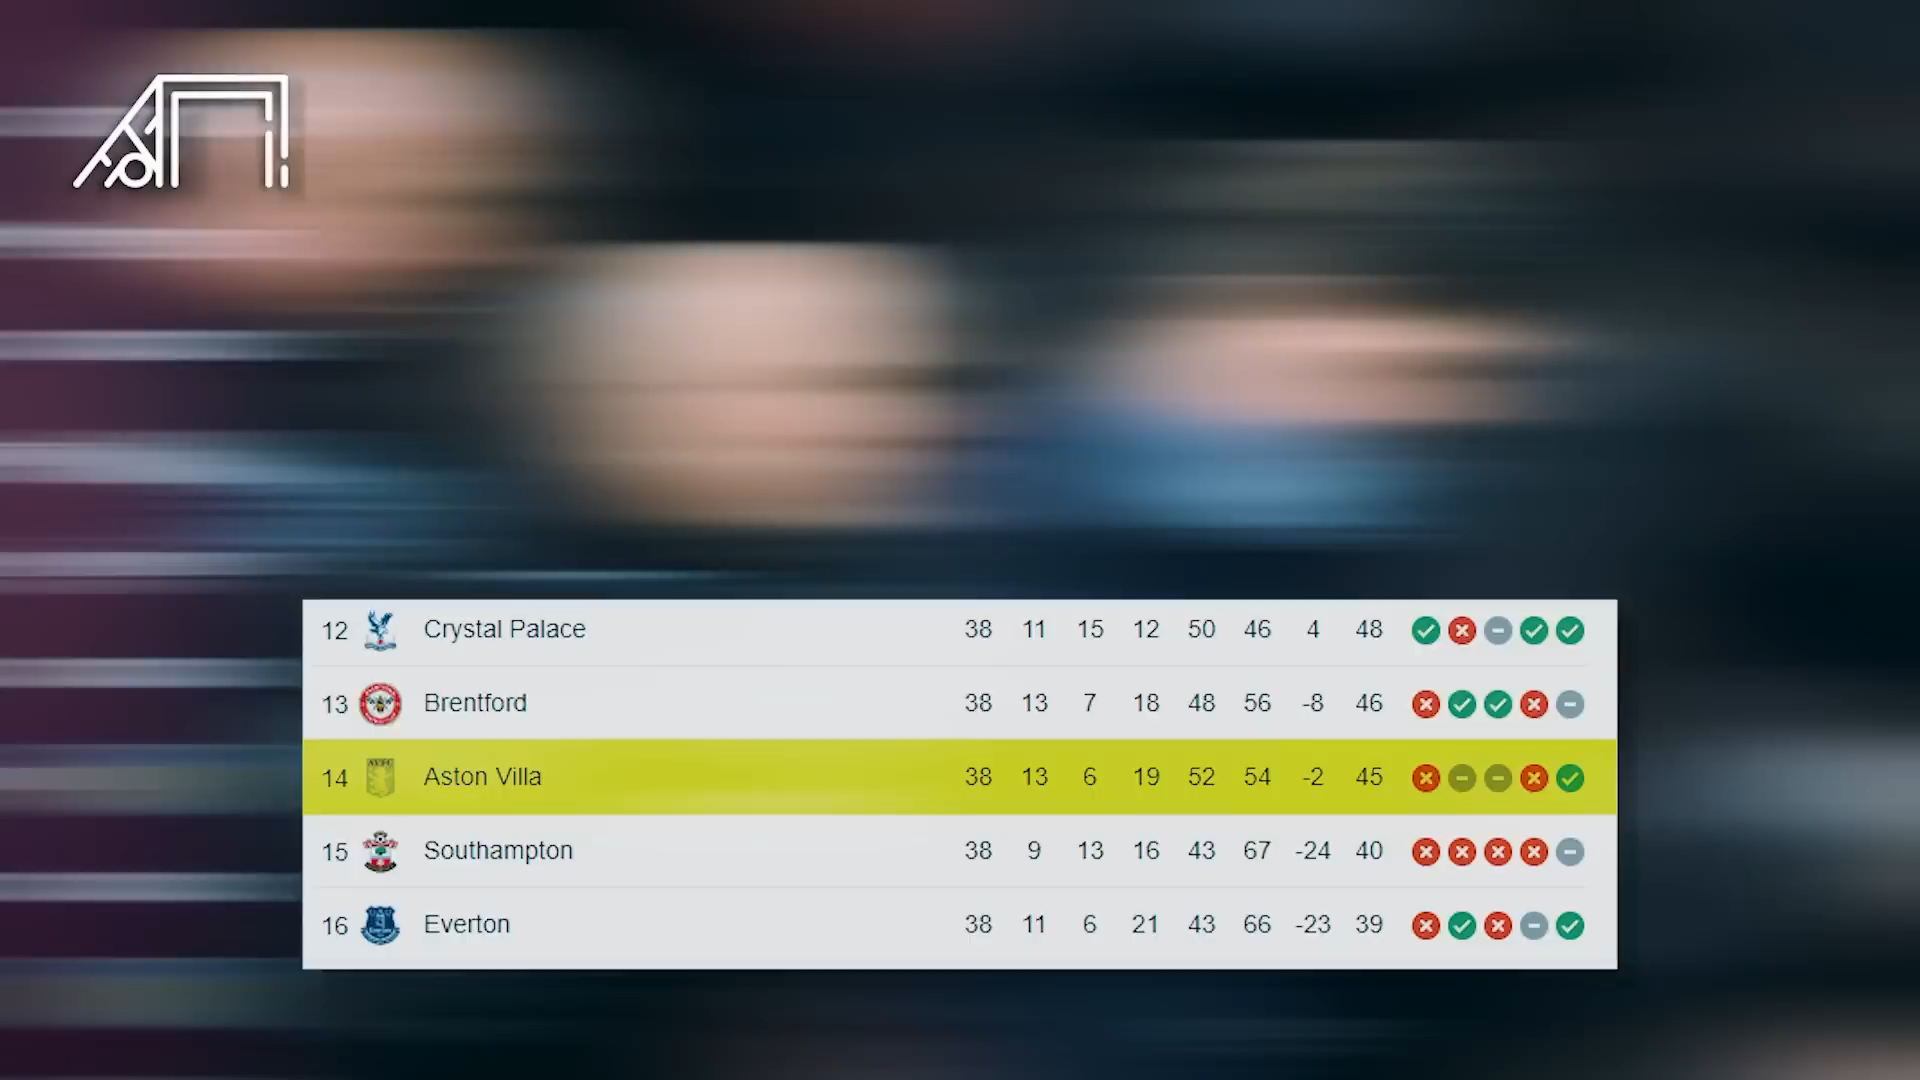 12 Crystal Palace 38 11 15 12 50 46 4 48
13 Brentford 38 13 7 18 48 56 -8 46
14 Aston Villa 38 13 6 19 52 54 -2 45
15 Southampton 38 9 13 16 43 67 -24 40
16 Everton 38 11 6 21 43 66 -23 39